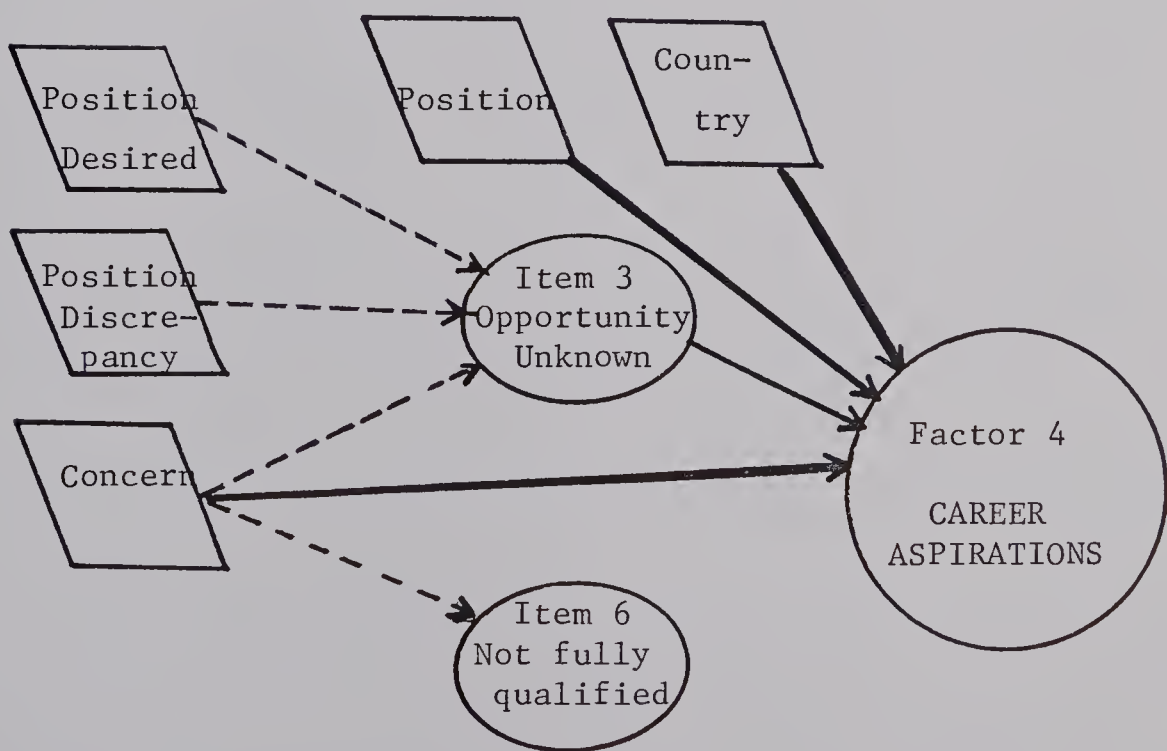 Position
Desired
Position
Coun-
try
Position
Discre-
pancy
Item 3
Opportunity
Unknown
Concern
Factor 4
CAREER
ASPIRATIONS
Item 6
Not fully
qualified